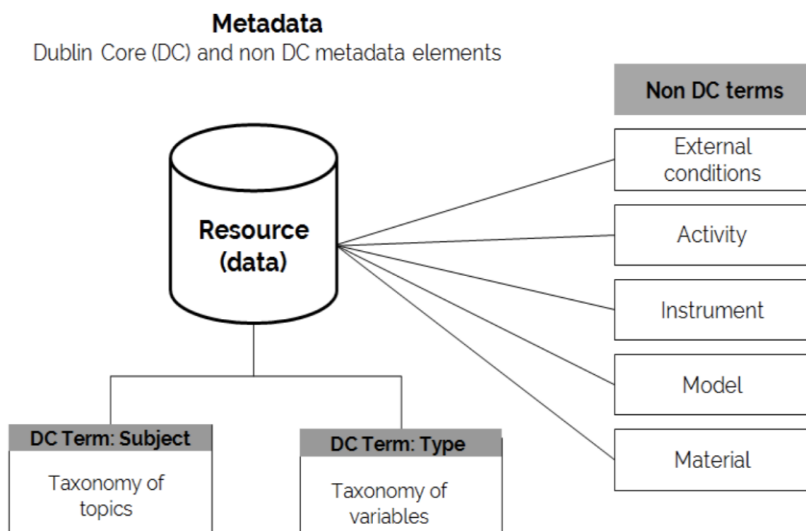 Metadata
Dublin Core (DC) and non DC metadata elements
Non DC terms
External
conditions
Resource
(data)
Activity
Instrument
Model
Material
DC Term: Subject
Taxonomy of
topics
DC Term: Type
Taxonomy of
variables